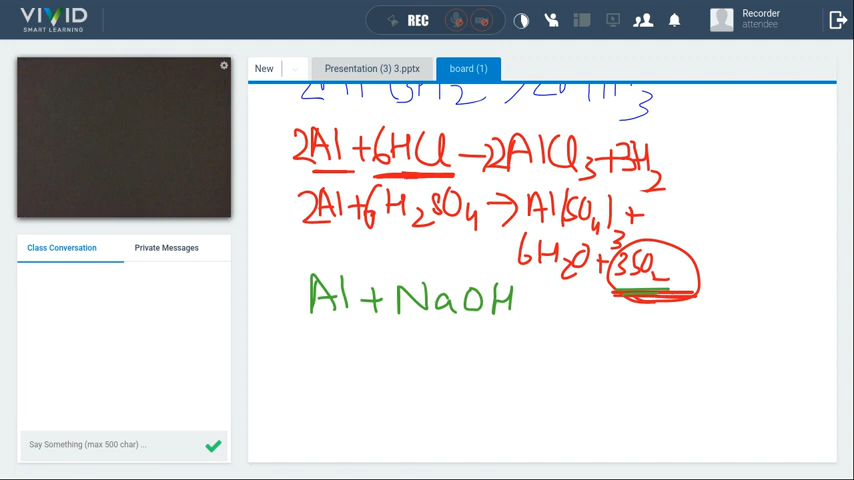 VIVID
SMART LEARNING
REC
Recorder
attendee
New
Presentation (3) 3.pptx
board (1)
2Al+6HCl→2AlCl3+3H2
2Al+6H2SO4→Al(SO4)3+
6H2O+3SO2
Al+NaOH
Class Conversation
Private Messages
Say Something (max 500 char) ...